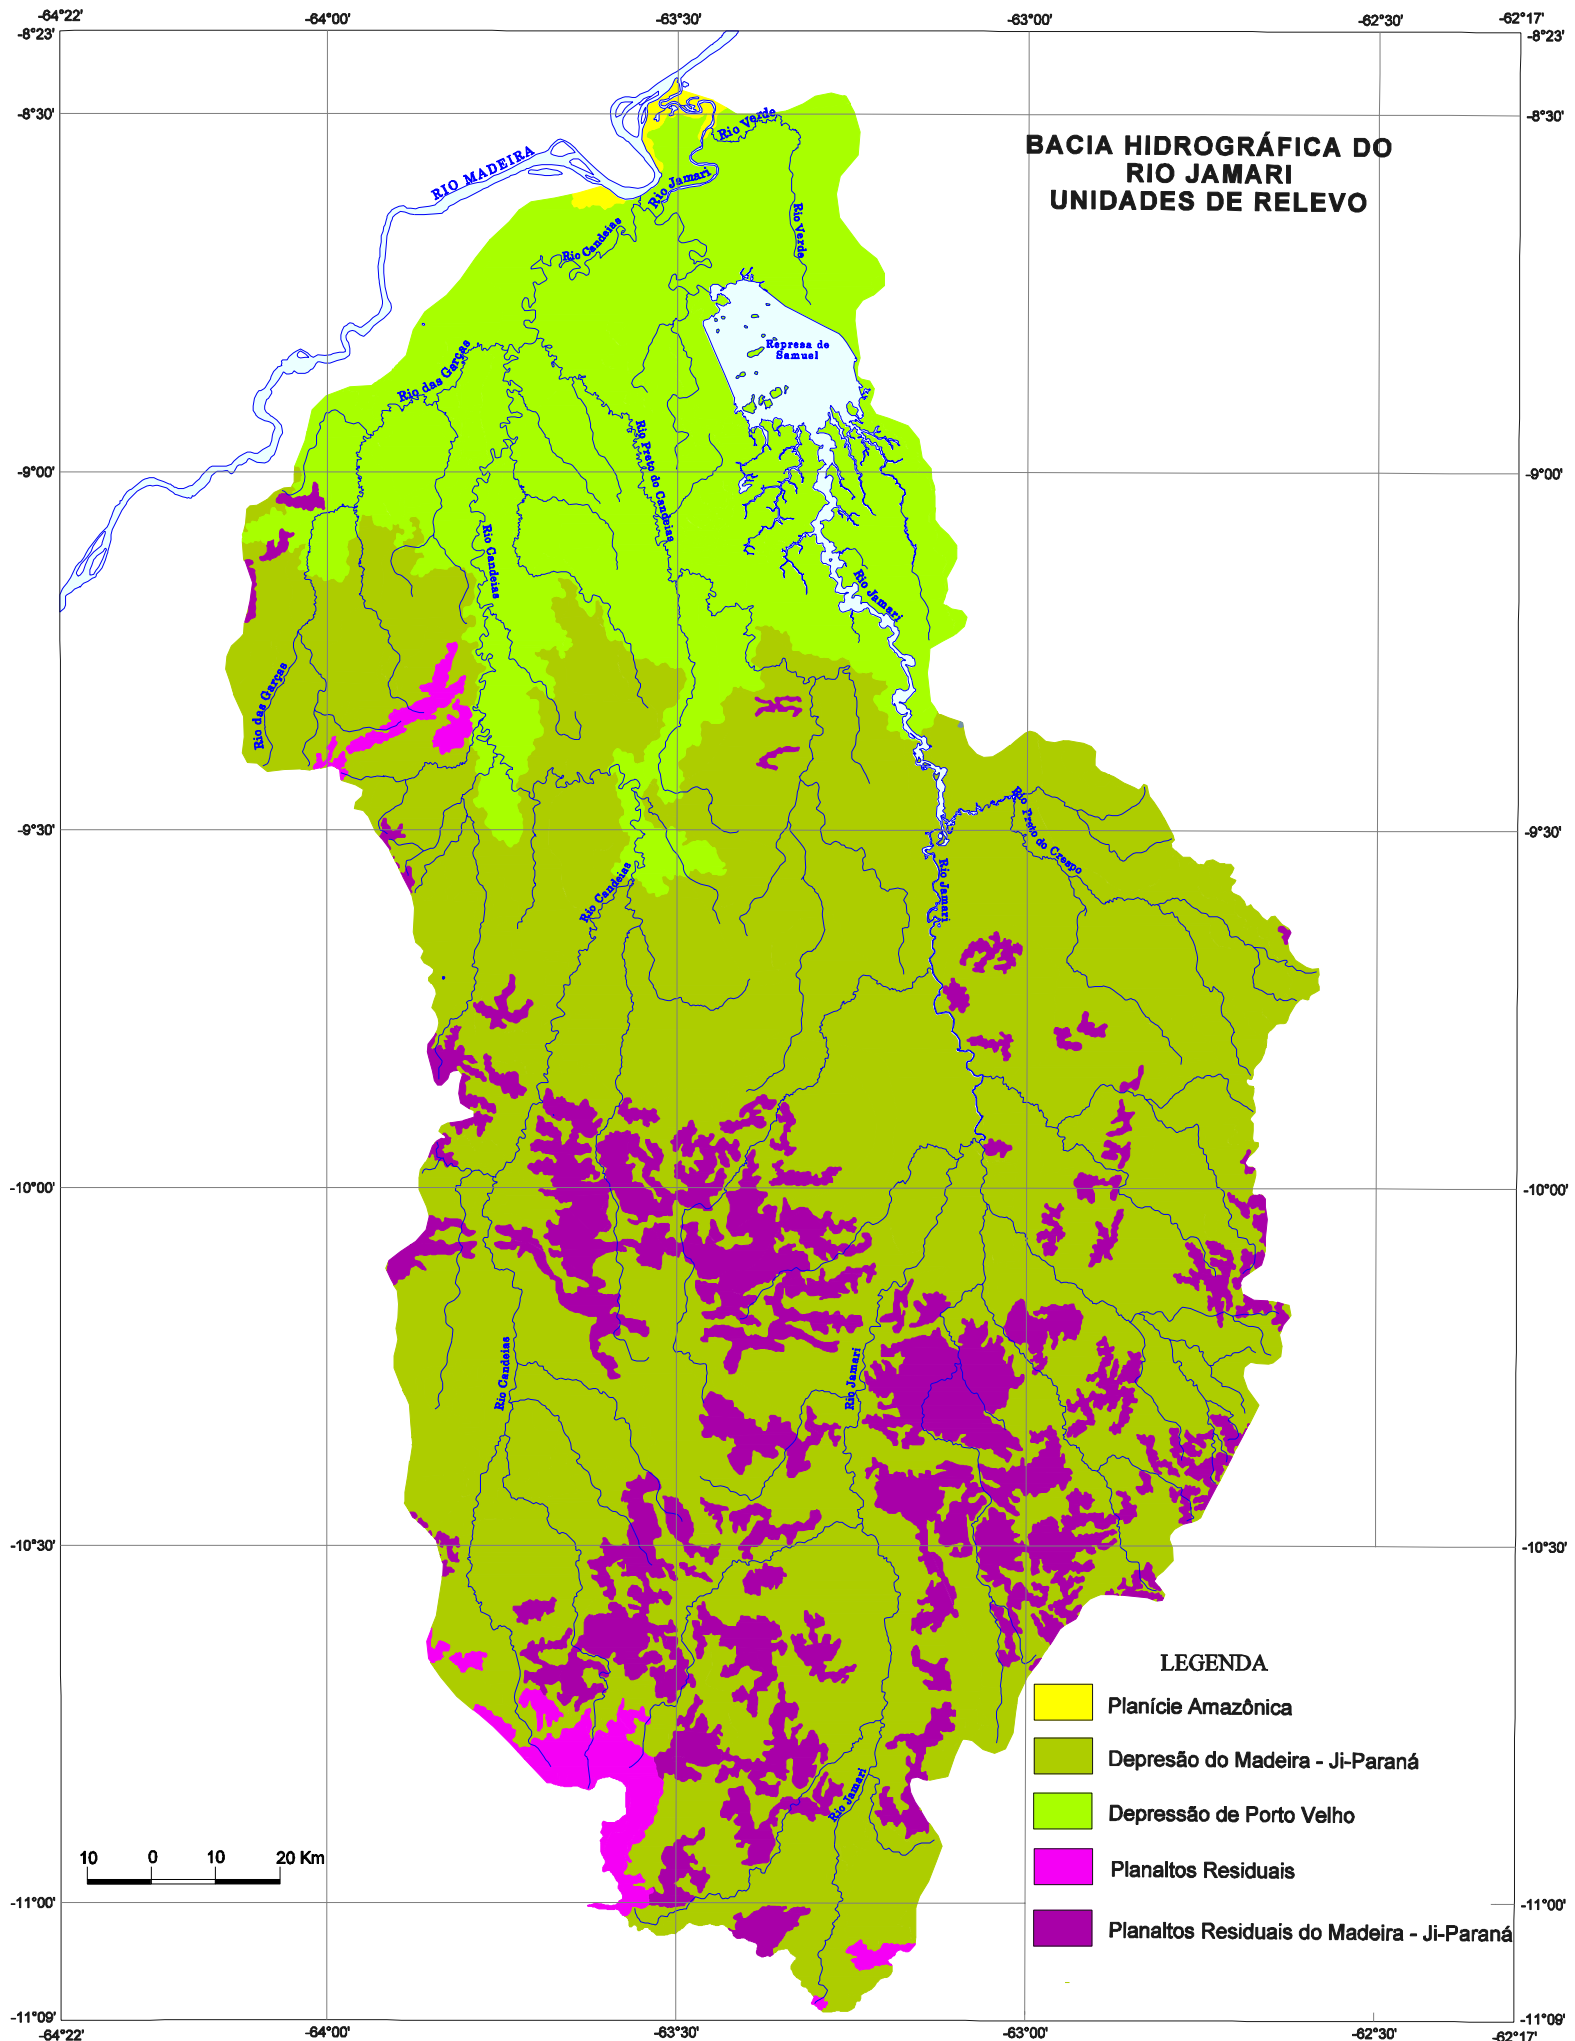 -64°22'
-64°00'
-63°30'
-63°00'
-62°30'
-62°17'
-8°23'
-8°23'
-8°30'
-8°30'
BACIA HIDROGRÁFICA DO
RIO JAMARI
UNIDADES DE RELEVO
RIO MADEIRA
Rio Verde
Rio Jamari
Rio Candeias
Rio Verde
Represa de
Samuel
Rio das Garças
Rio Preto do Candeias
-9°00'
-9°00'
Rio Candeias
Rio Jamari
Rio das Garças
Rio Preto do Crespo
-9°30'
-9°30'
Rio Candeias
Rio Jamari
-10°00'
-10°00'
Rio Candeias
Rio Jamari
-10°30'
-10°30'
LEGENDA
Planície Amazônica
Depresão do Madeira - Ji-Paraná
Depressão de Porto Velho
Planaltos Residuais
Planaltos Residuais do Madeira - Ji-Paraná
Rio Jamari
10 0 10 20 Km
-11°00'
-11°00'
-11°09'
-11°09'
-64°22'
-64°00'
-63°30'
-63°00'
-62°30'
-62°17'